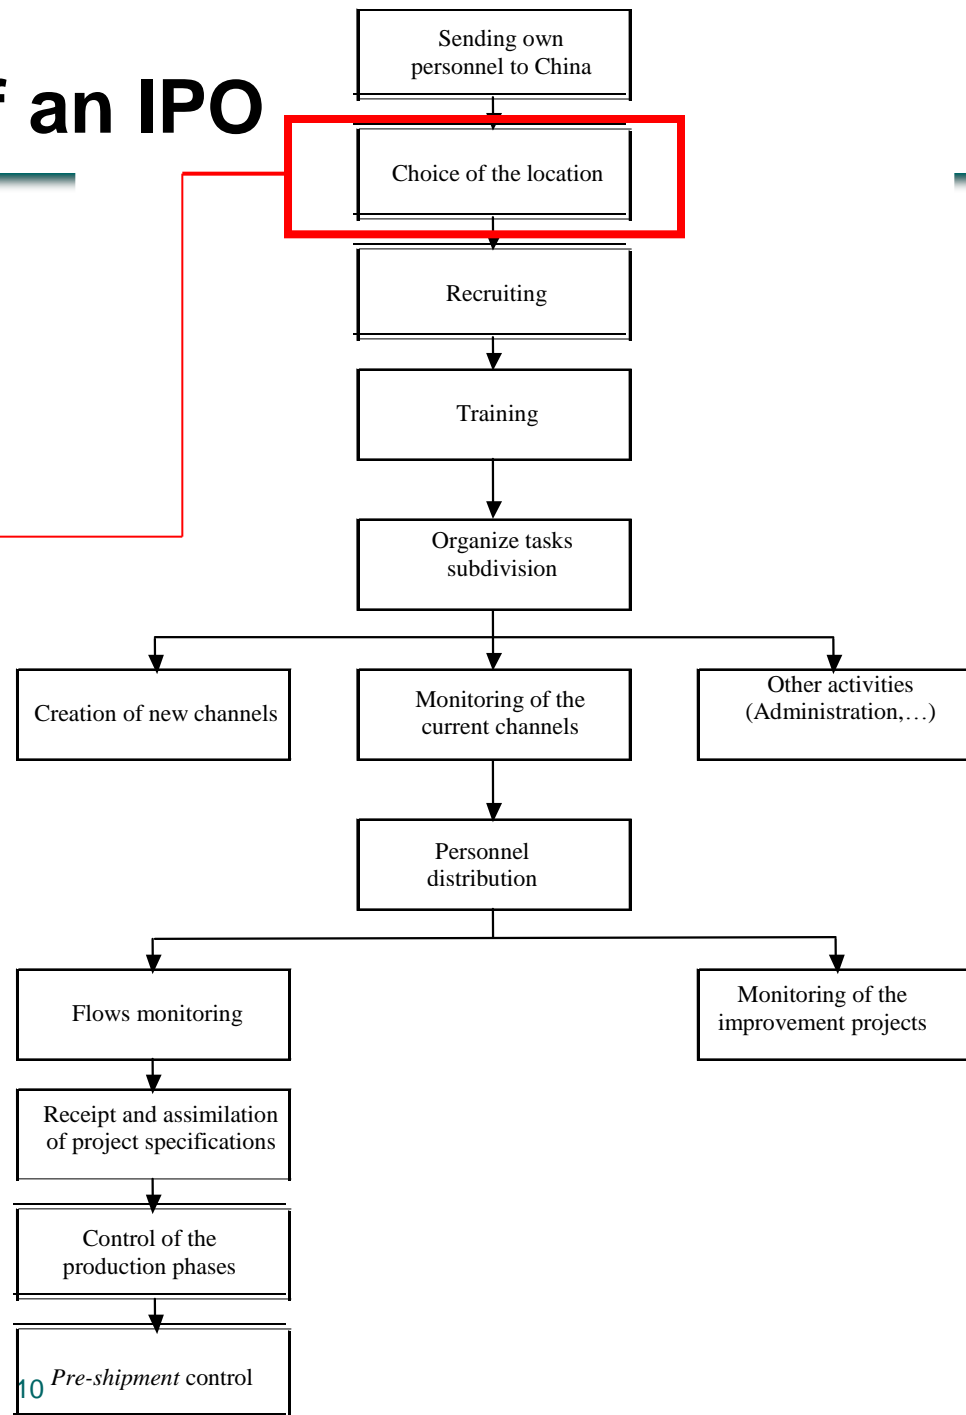 Sending own
personnel to China
f an IPO
Choice of the location
Recruiting
Training
Organize tasks
subdivision
Creation of new channels
Monitoring of the
current channels
Other activities
(Administration,…)
Personnel
distribution
Flows monitoring
Monitoring of the
improvement projects
Receipt and assimilation
of project specifications
Control of the
production phases
Pre-shipment control
10